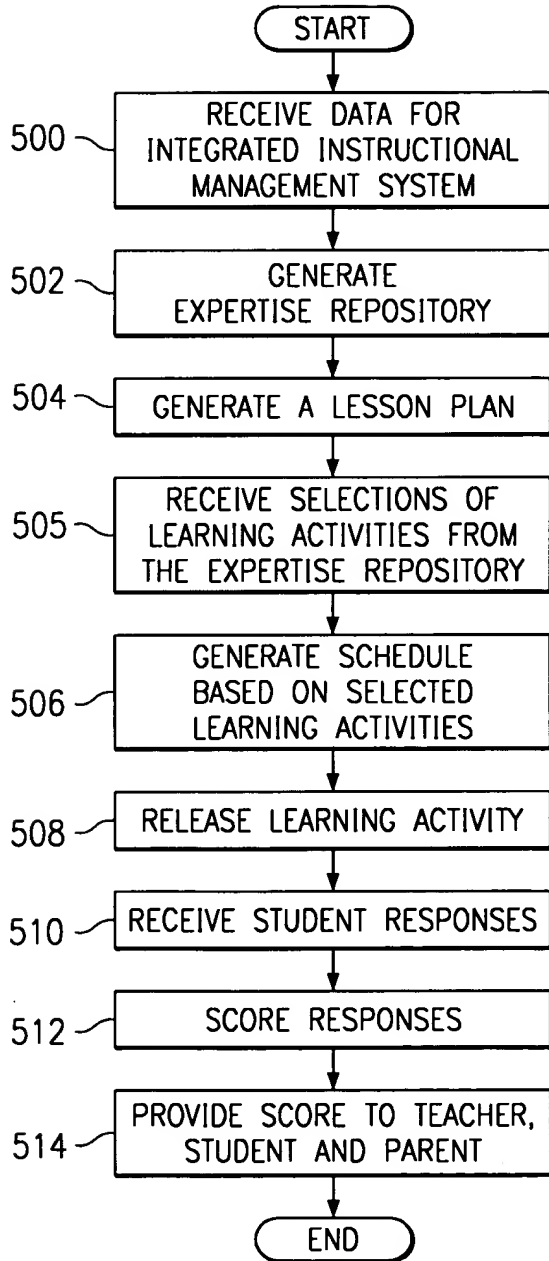 START
500
RECEIVE DATA FOR
INTEGRATED INSTRUCTIONAL
MANAGEMENT SYSTEM
502
GENERATE
EXPERTISE REPOSITORY
504
GENERATE A LESSON PLAN
505
RECEIVE SELECTIONS OF
LEARNING ACTIVITIES FROM
THE EXPERTISE REPOSITORY
506
GENERATE SCHEDULE
BASED ON SELECTED
LEARNING ACTIVITIES
508
RELEASE LEARNING ACTIVITY
510
RECEIVE STUDENT RESPONSES
512
SCORE RESPONSES
514
PROVIDE SCORE TO TEACHER,
STUDENT AND PARENT
END